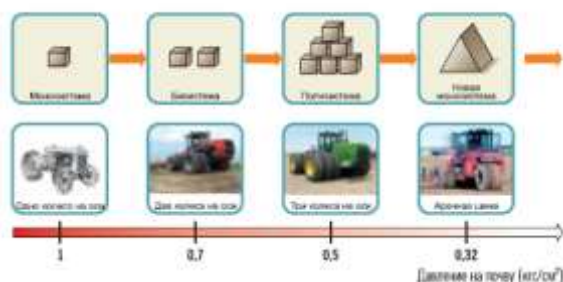 Моносистема
Бисистема
Полисистема
Новая
моносистема
Одно колесо на оси
Два колеса на оси
Три колеса на оси
Арочная шина
1
0,7
0,5
0,32
Давление на почву (кгс/см²)